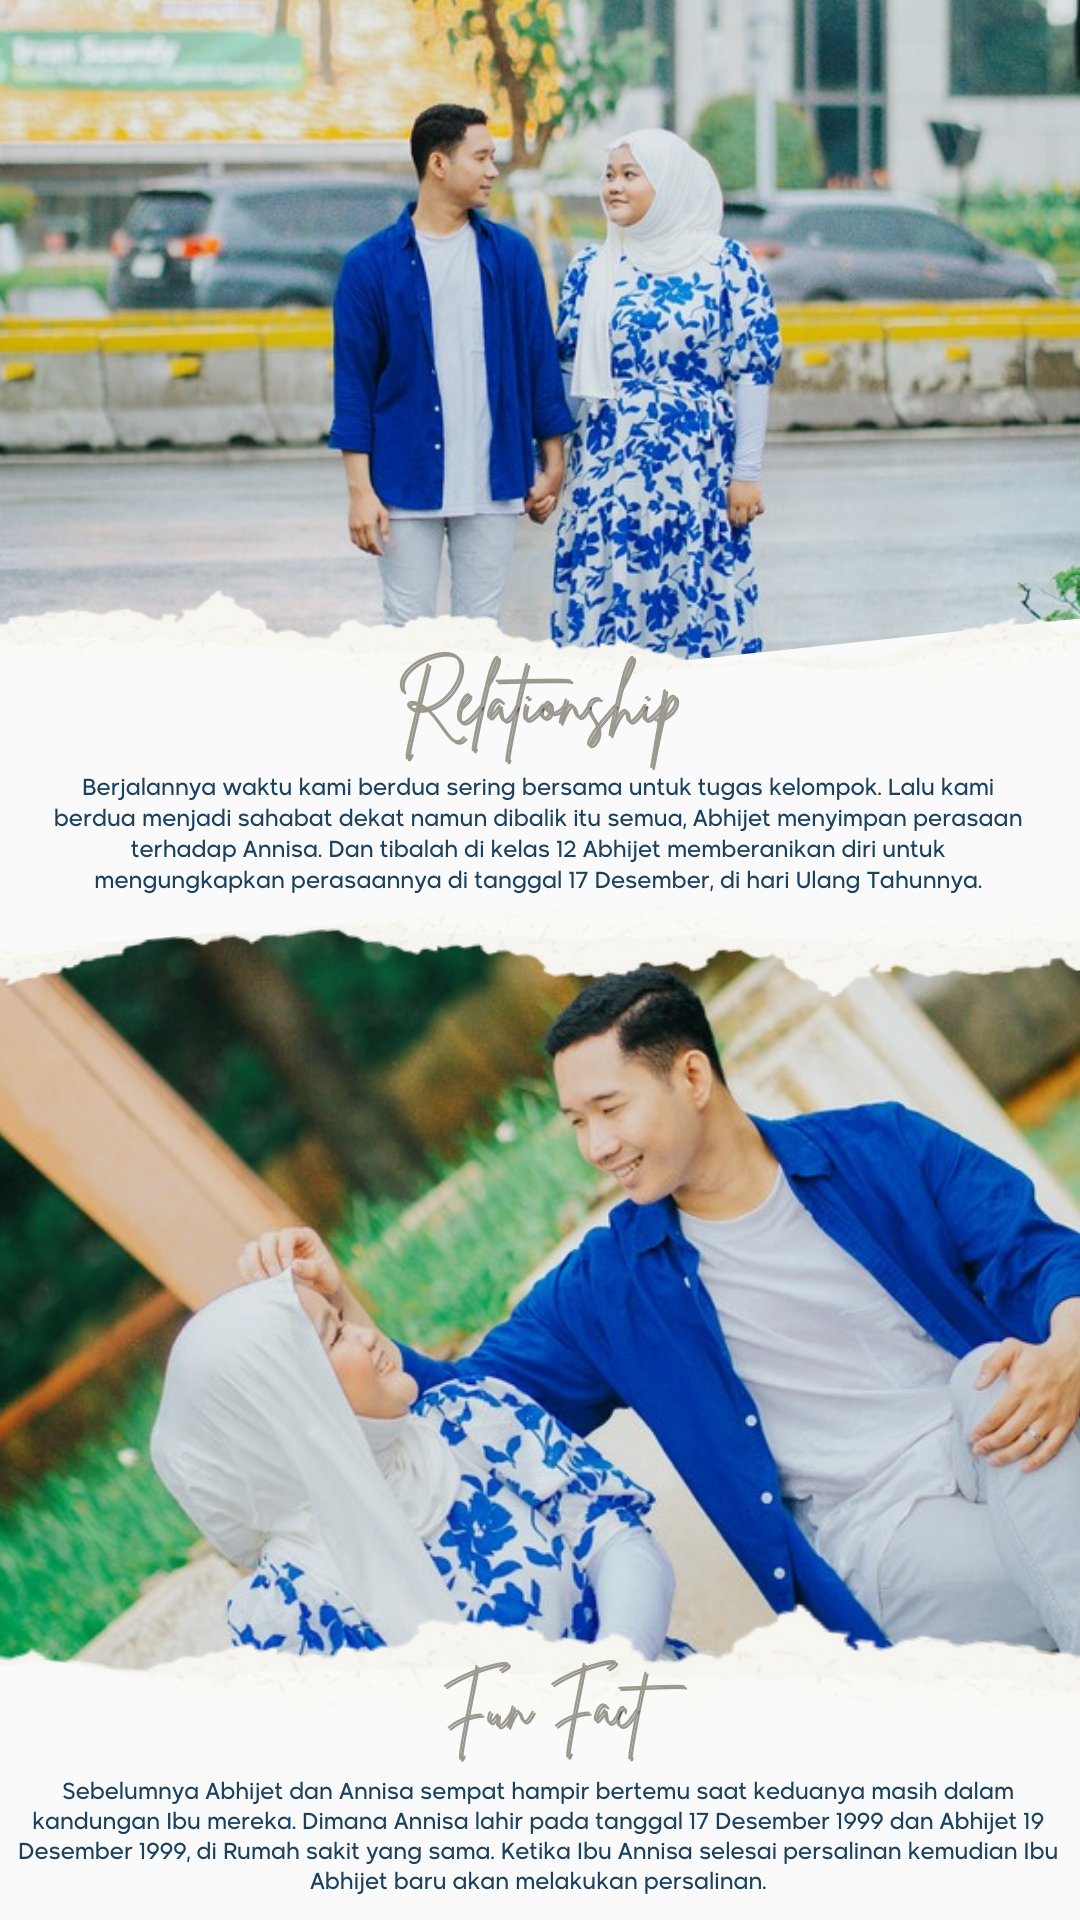 Irvan Susandy
Relationship
Berjalannya waktu kami berdua sering bersama untuk tugas kelompok. Lalu kami
berdua menjadi sahabat dekat namun dibalik itu semua, Abhijet menyimpan perasaan
terhadap Annisa. Dan tibalah di kelas 12 Abhijet memberanikan diri untuk
mengungkapkan perasaannya di tanggal 17 Desember, di hari Ulang Tahunnya.
Fun Fact
Sebelumnya Abhijet dan Annisa sempat hampir bertemu saat keduanya masih dalam
kandungan Ibu mereka. Dimana Annisa lahir pada tanggal 17 Desember 1999 dan Abhijet 19
Desember 1999, di Rumah sakit yang sama. Ketika Ibu Annisa selesai persalinan kemudian Ibu
Abhijet baru akan melakukan persalinan.